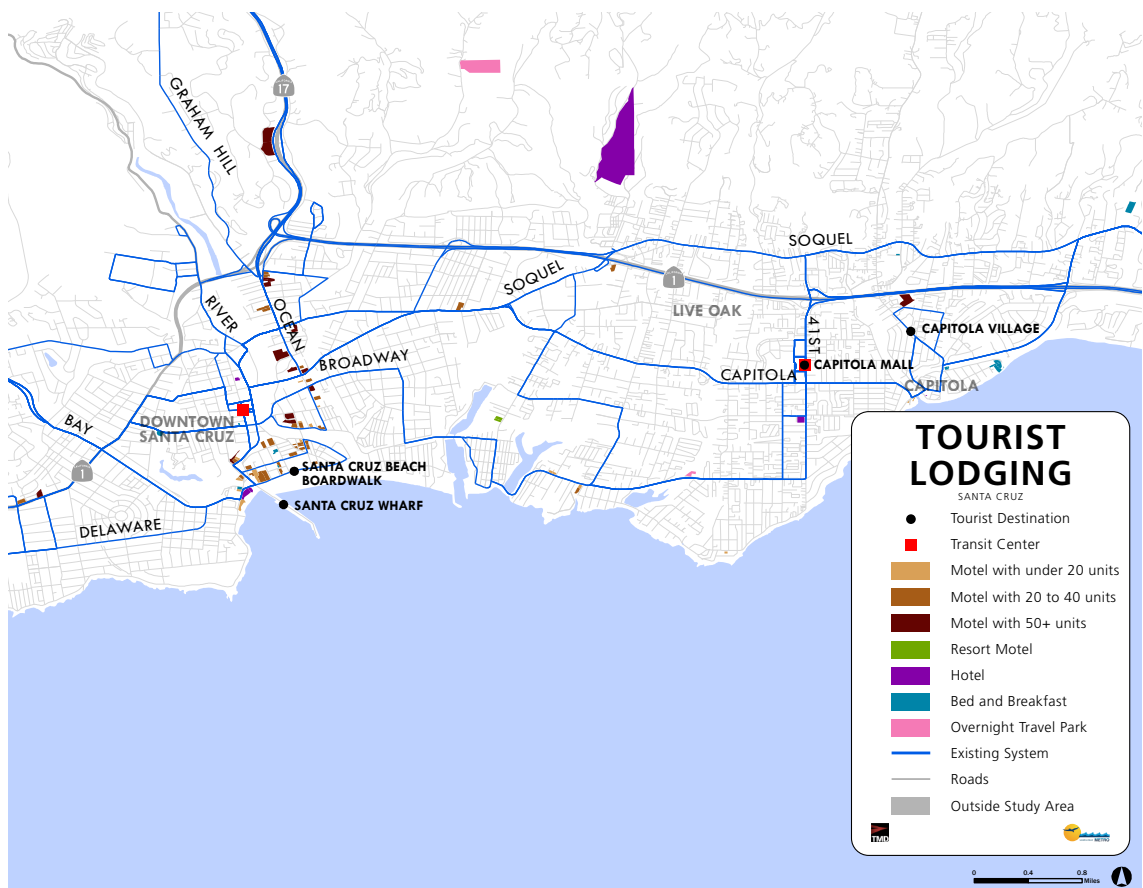 GRAHAM HILL
17
SOQUEL
SOQUEL
1
LIVE OAK
RIVER
OCEAN
41ST
CAPITOLA VILLAGE
BROADWAY
CAPITOLA
CAPITOLA MALL
CAPITOLA
BAY
DOWNTOWN
SANTA CRUZ
1
SANTA CRUZ BEACH
BOARDWALK
SANTA CRUZ WHARF
DELAWARE
TOURIST
LODGING
SANTA CRUZ
Tourist Destination
Transit Center
Motel with under 20 units
Motel with 20 to 40 units
Motel with 50+ units
Resort Motel
Hotel
Bed and Breakfast
Overnight Travel Park
Existing System
Roads
Outside Study Area
TMD
METRO
0 0.4 0.8
Miles